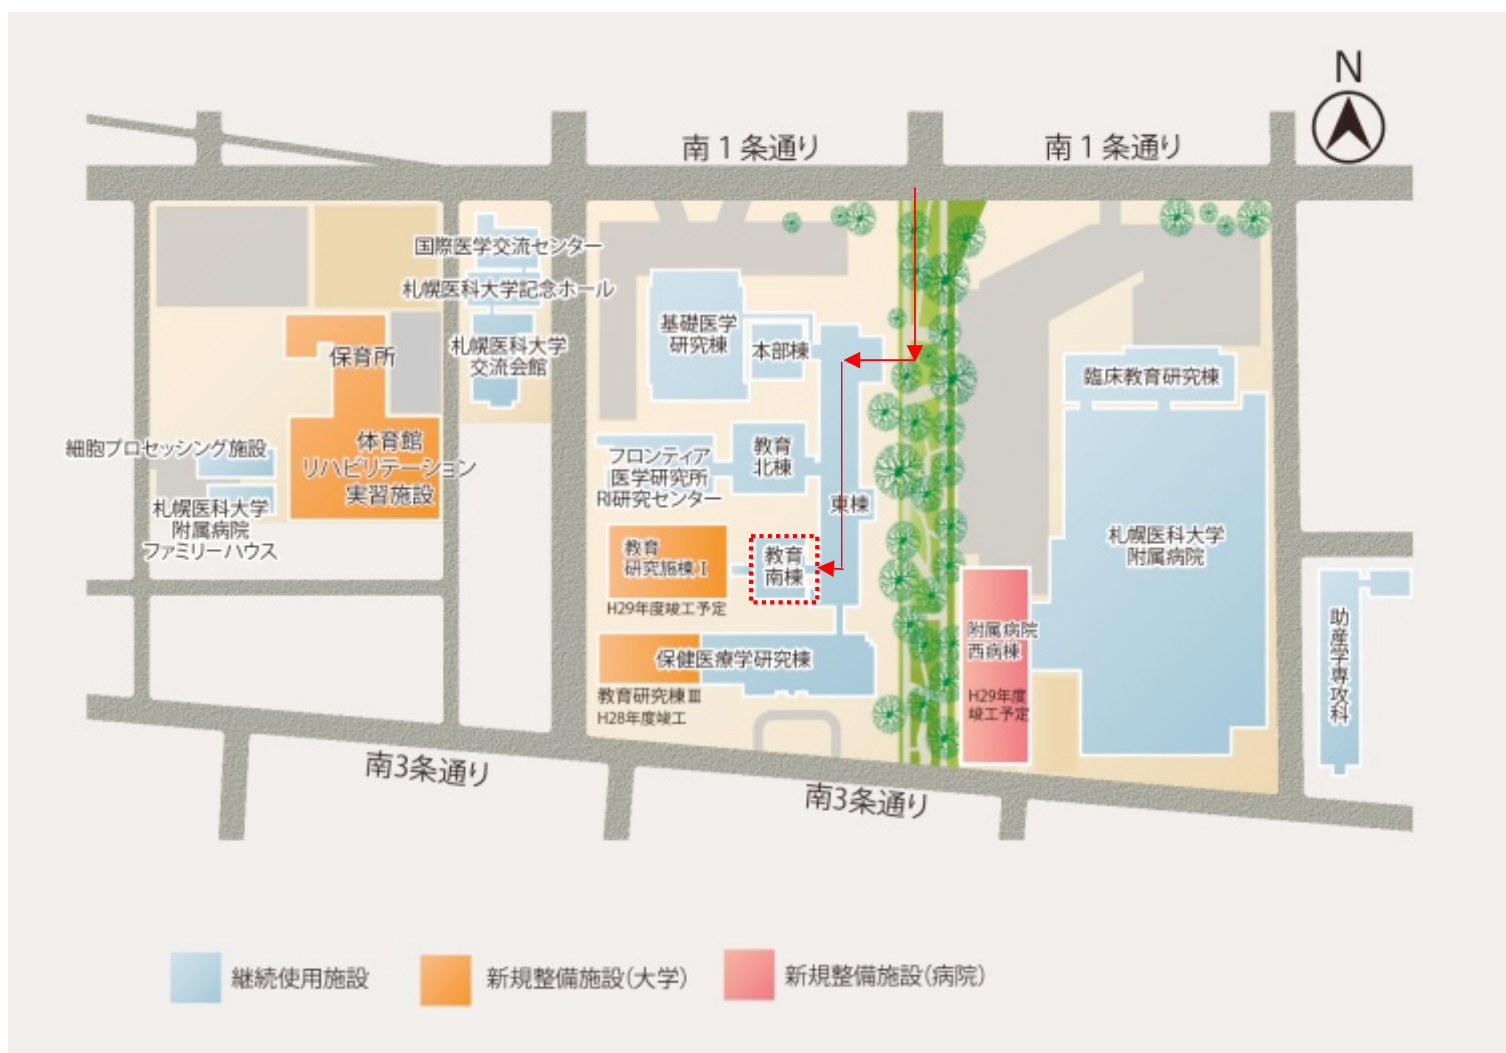 N
南1条通り
南1条通り
国際医学交流センター
札幌医科大学記念ホール
札幌医科大学
交流会館
基礎医学
研究棟
本部棟
保育所
臨床教育研究棟
細胞プロセッシング施設
体育館
リハビリテーション
実習施設
教育
北棟
フロンティア
医学研究所
RI研究センター
東棟
札幌医科大学
附属病院
ファミリーハウス
教育
研究施棟 I
H29年度竣工予定
教育
南棟
札幌医科大学
附属病院
附属病院
西病棟
H29年度
竣工予定
助産学専攻科
保健医療学研究棟
教育研究棟Ⅲ
H28年度竣工
南3条通り
南3条通り
継続使用施設
新規整備施設(大学)
新規整備施設(病院)